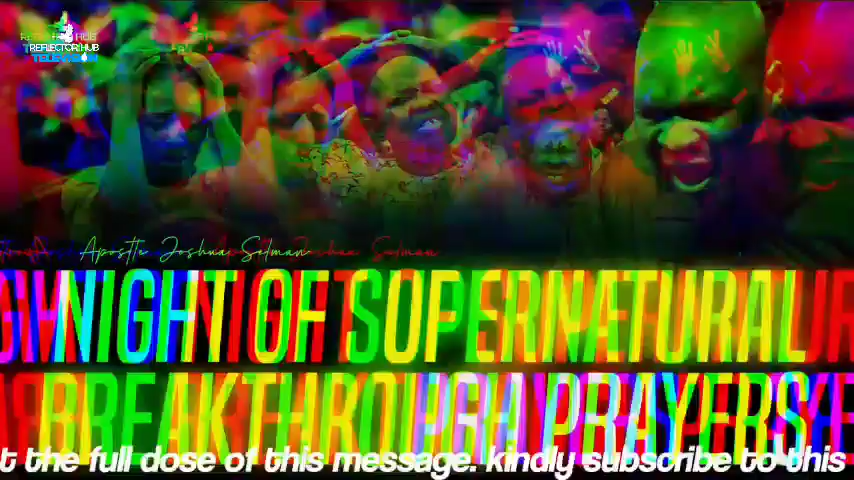 REFLECTOR HUB
TELEVISION
Apostle Joshua Selman
NIGHT OF SUPERNATURAL
BREAKTHROUGH PRAYERS
t the full dose of this message. kindly subscribe to this